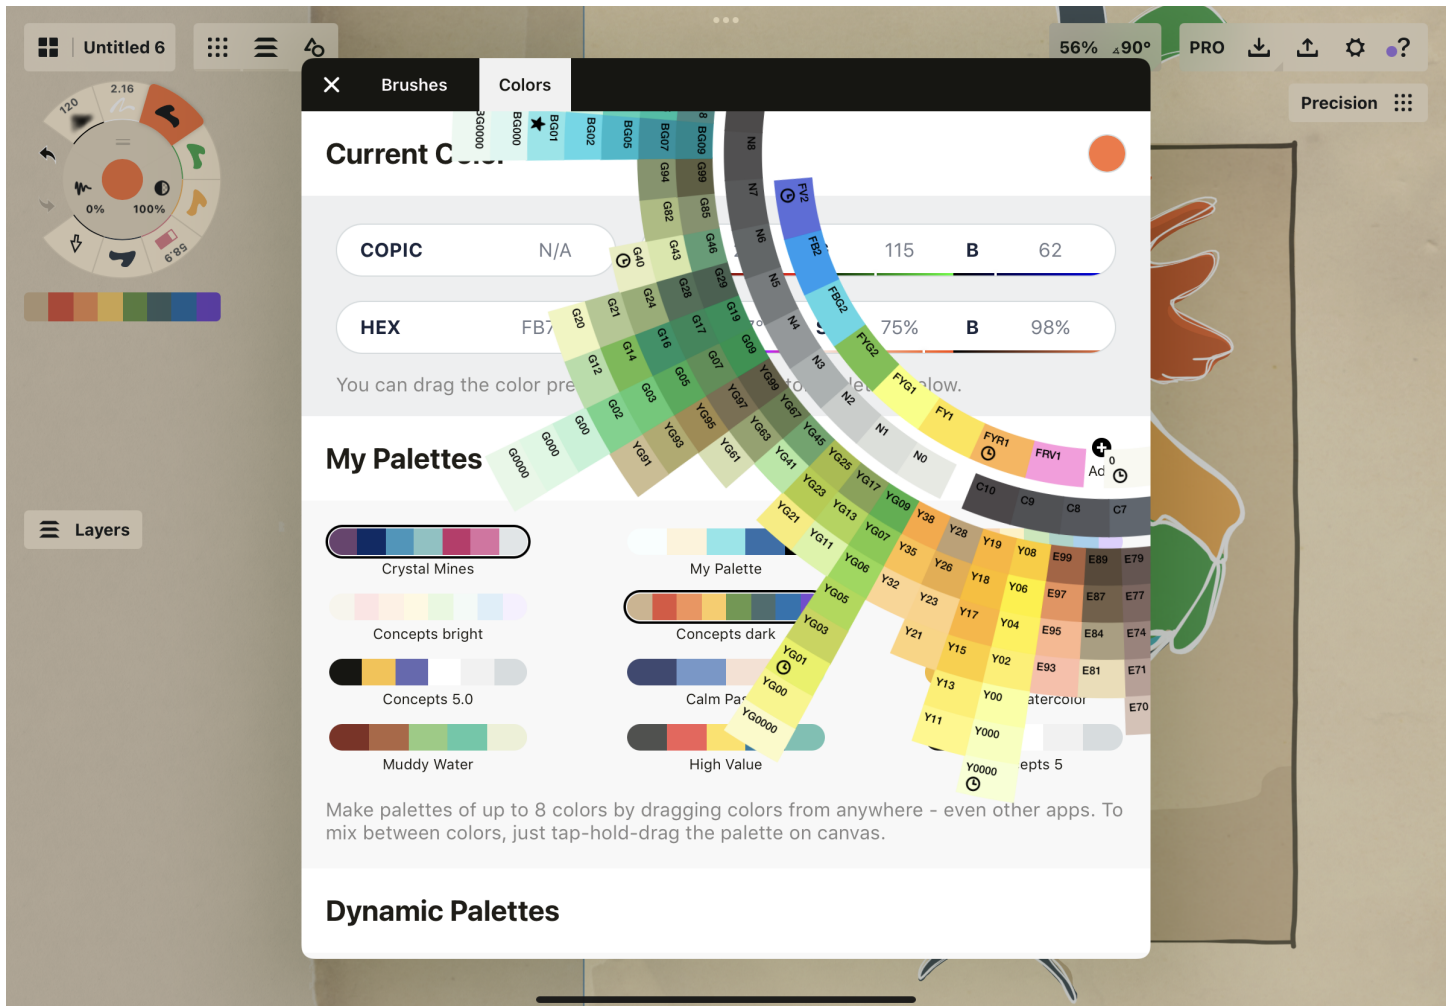 Untitled 6
56%
90°
PRO
?
Precision
120
2.16
58.9
0%
100%
Layers
Brushes
Colors
Current C
COPIC
N/A
115
B
62
HEX
FB7
75%
B
98%
You can drag the color pre
elow.
My Palettes
Ad
Crystal Mines
My Palette
Concepts bright
Concepts dark
Concepts 5.0
Calm Pas
atercolor
Muddy Water
High Value
epts 5
Make palettes of up to 8 colors by dragging colors from anywhere - even other apps. To
mix between colors, just tap-hold-drag the palette on canvas.
Dynamic Palettes
BG0000
BG000
BG01
BG02
BG05
BG07
BG09
G94
G99
G82
G85
G40
G43
G46
G20
G21
G24
G28
G29
G12
G14
G16
G17
G19
G0000
G000
G00
G02
G03
G05
G07
G09
YG91
YG93
YG95
YG97
YG99
YG61
YG63
YG67
YG41
YG45
YG21
YG23
YG25
YG11
YG13
YG17
YG0000
YG00
YG01
YG03
YG05
YG06
YG07
YG09
N8
N7
N6
N5
N4
N3
N2
N1
N0
FV2
FB2
FBG2
FYG2
FYG1
FY1
FYR1
FRV1
0
C10
C9
C8
C7
Y38
Y35
Y32
Y28
Y26
Y23
Y21
Y19
Y18
Y17
Y15
Y13
Y11
Y08
Y06
Y04
Y02
Y00
Y000
Y0000
E99
E97
E95
E93
E89
E87
E84
E81
E79
E77
E74
E71
E70